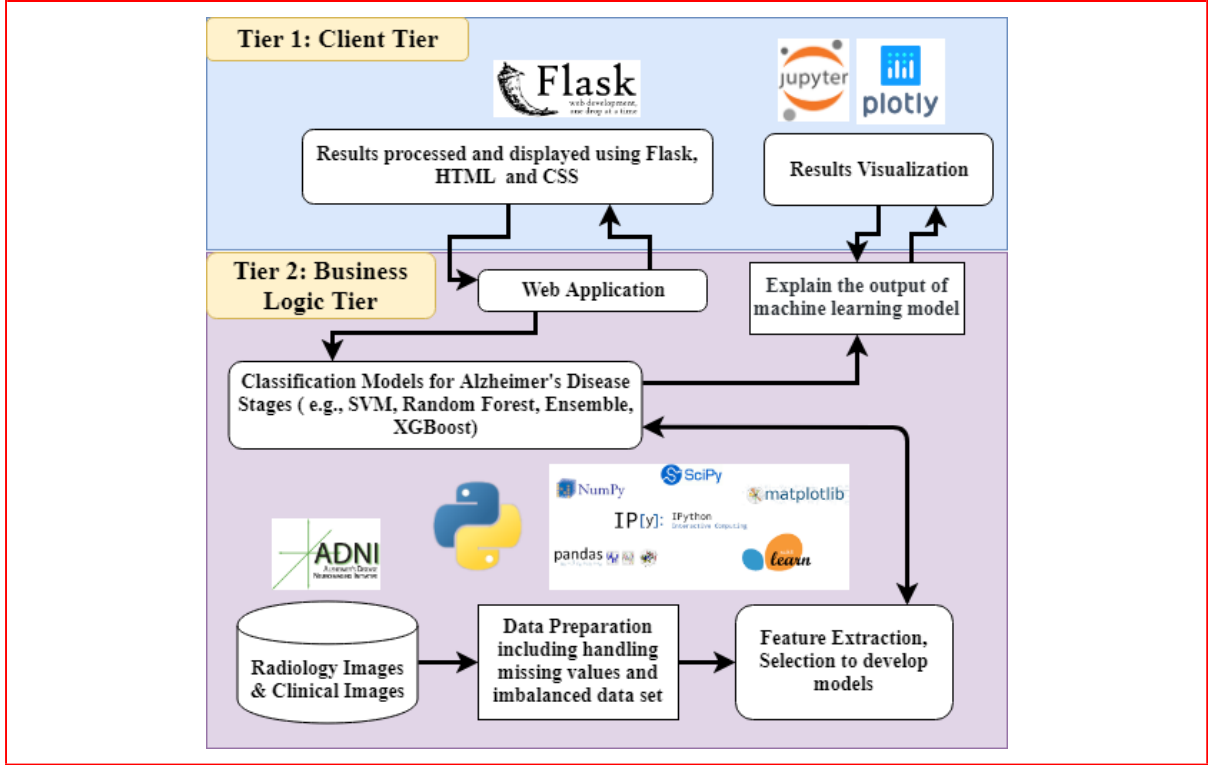 Tier 1: Client Tier
Flask
web development,
one drop at a time
jupyter
plotly
Results processed and displayed using Flask,
HTML and CSS
Results Visualization
Tier 2: Business
Logic Tier
Web Application
Explain the output of
machine learning model
Classification Models for Alzheimer's Disease
Stages ( e.g., SVM, Random Forest, Ensemble,
XGBoost)
NumPy
SciPy
matplotlib
IP[y]:
IPython
Interactive Computing
pandas
learn
ADNI
Alzheimer's Disease
Neuroimaging Initiative
Radiology Images
& Clinical Images
Data Preparation
including handling
missing values and
imbalanced data set
Feature Extraction,
Selection to develop
models